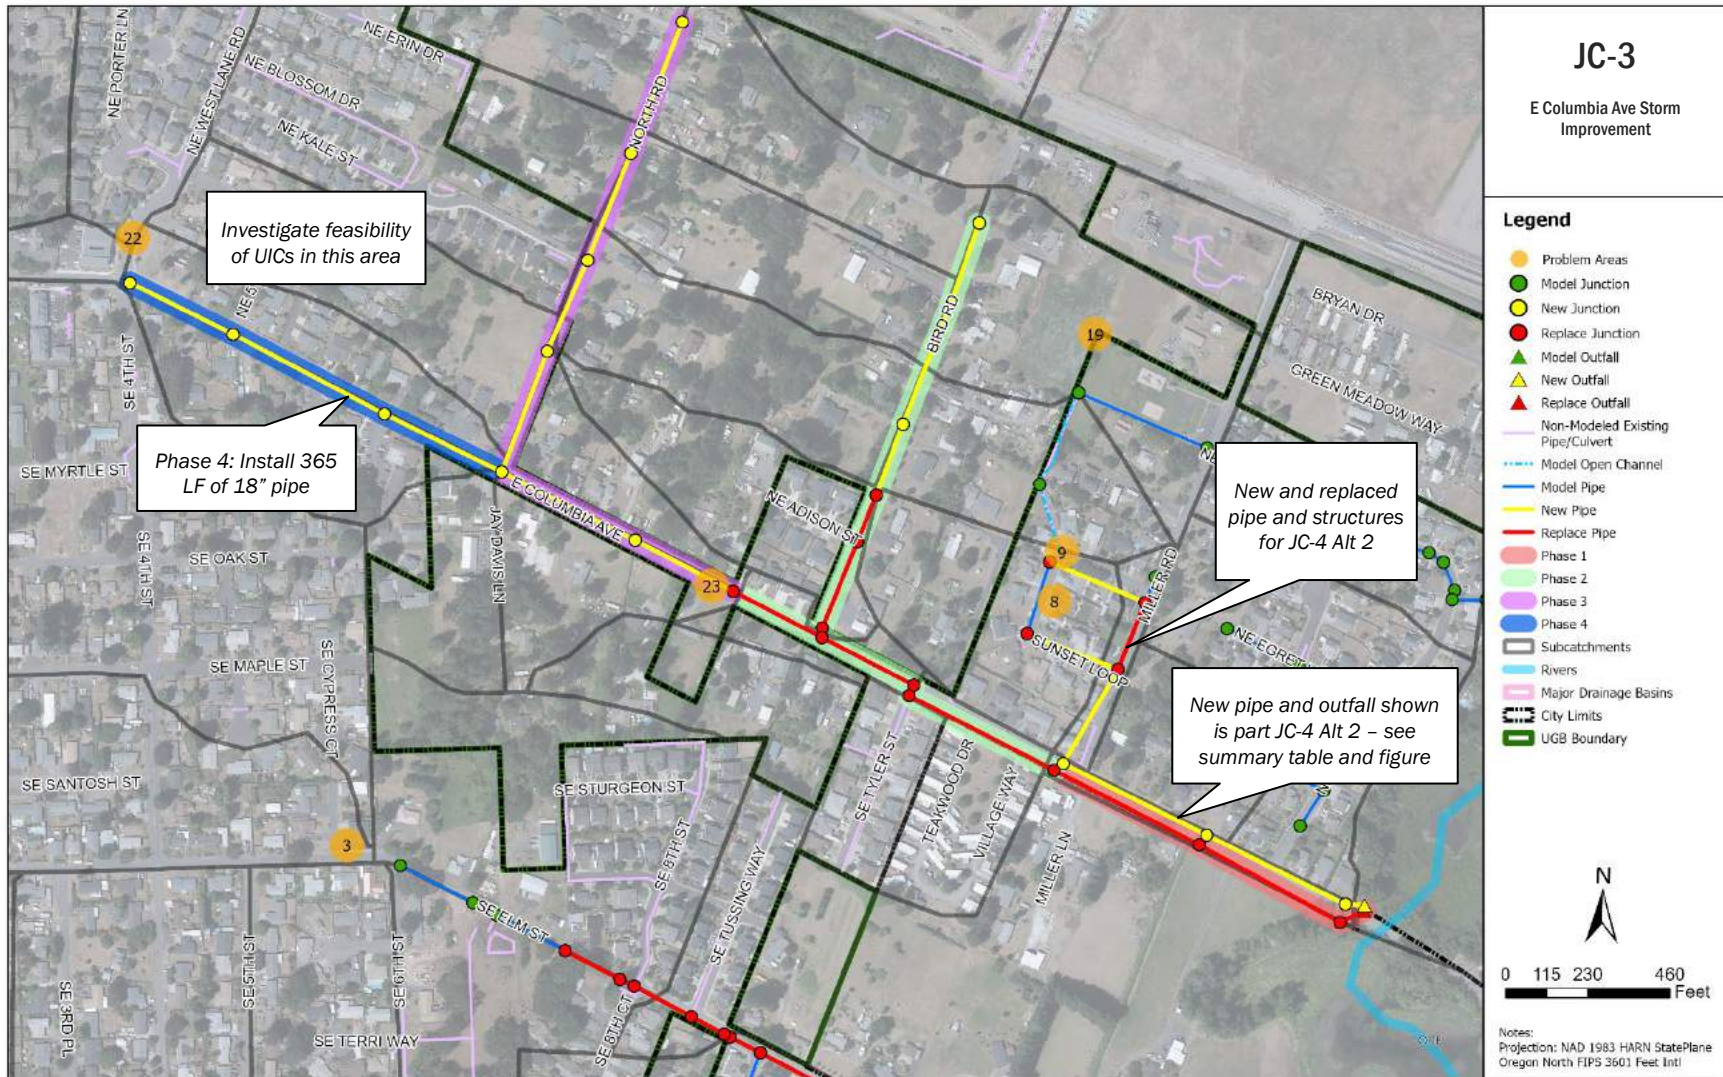 JC-3
E Columbia Ave Storm
Improvement
Legend
Problem Areas
Model Junction
New Junction
Replace Junction
Model Outfall
New Outfall
Replace Outfall
Non-Modeled Existing
Pipe/Culvert
Model Open Channel
Model Pipe
New Pipe
Replace Pipe
Phase 1
Phase 2
Phase 3
Phase 4
Subcatchments
Rivers
Major Drainage Basins
City Limits
UGB Boundary
N
0 115 230 460
Feet
Notes:
Projection: NAD 1983 HARN StatePlane
Oregon North FIPS 3601 Feet Intl
NE PORTER LN
NE WEST LANE RD
NE ERIN DR
NE BLOSSOM DR
NE KALE ST
NORTH RD
22
Investigate feasibility
of UICs in this area
NE 5
SE 4TH ST
BIRD RD
19
BRYAN DR
GREEN MEADOW WAY
Phase 4: Install 365
LF of 18” pipe
SE MYRTLE ST
E COLUMBIA AVE
JAY DAVIS LN
NE ADISON ST
New and replaced
pipe and structures
for JC-4 Alt 2
SE 4TH ST
SE OAK ST
23
9
8
MILLER RD
SUNSET LOOP
NE EGRET
SE MAPLE ST
SE CYPRESS CT
New pipe and outfall shown
is part JC-4 Alt 2 – see
summary table and figure
SE SANTOSH ST
SE STURGEON ST
SE TYLER ST
TEAKWOOD DR
VILLAGE WAY
MILLER LN
3
SE 8TH ST
SE TUSSING WAY
SE ELM ST
SE 3RD PL
SE 5TH ST
SE 6TH ST
SE TERRI WAY
SE 8TH CT